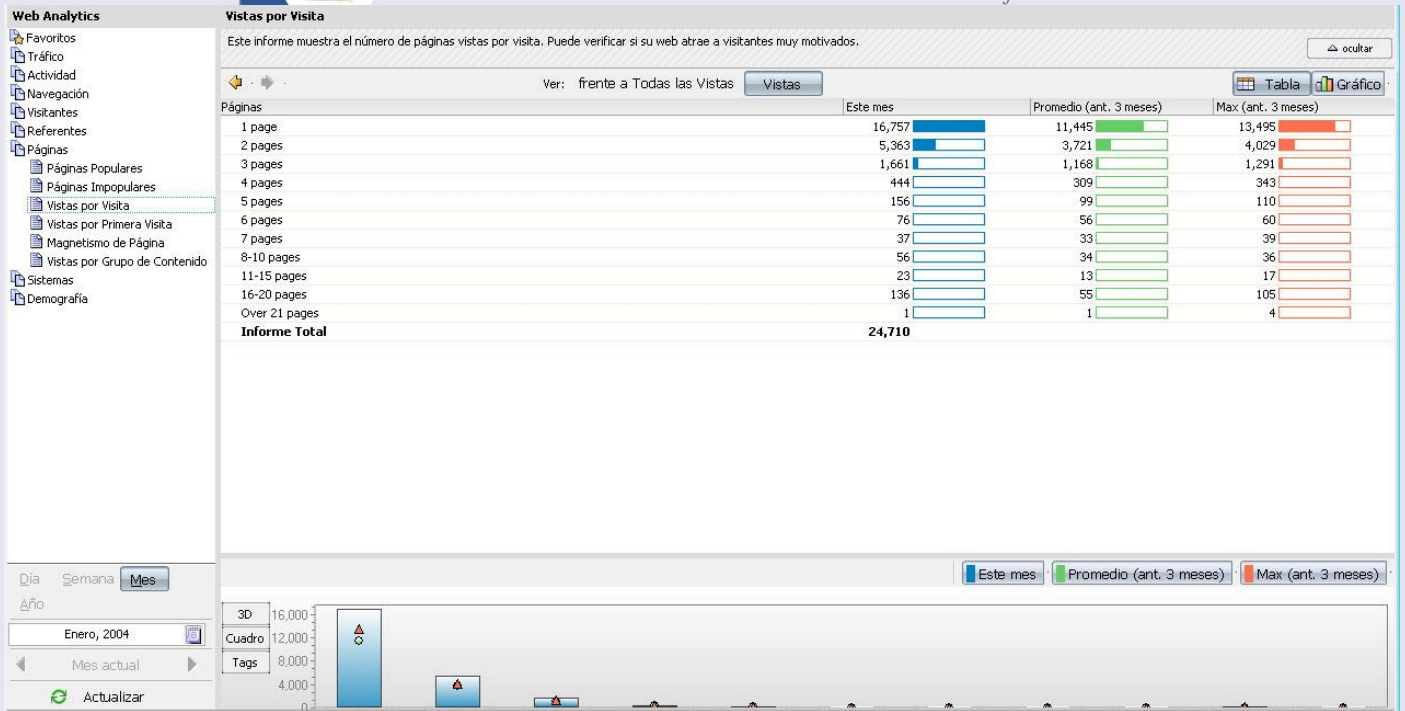 Web Analytics
Vistas por Visita
Favoritos
Tráfico
Actividad
Navegación
Visitantes
Referentes
Páginas
Páginas Populares
Páginas Impopulares
Vistas por Visita
Vistas por Primera Visita
Magnetismo de Página
Vistas por Grupo de Contenido
Sistemas
Demografía
Este informe muestra el número de páginas vistas por visita. Puede verificar si su web atrae a visitantes muy motivados.
ocultar
Ver: frente a Todas las Vistas Vistas Tabla Gráfico
Páginas Este mes Promedio (ant. 3 meses) Max (ant. 3 meses)
1 page 16,757 11,445 13,495
2 pages 5,363 3,721 4,029
3 pages 1,661 1,168 1,291
4 pages 444 309 343
5 pages 156 99 110
6 pages 76 56 60
7 pages 37 33 39
8-10 pages 56 34 36
11-15 pages 23 13 17
16-20 pages 136 55 105
Over 21 pages 1 1 4
Informe Total 24,710
Día Semana Mes
Año
Enero, 2004
Mes actual
Actualizar
Este mes Promedio (ant. 3 meses) Max (ant. 3 meses)
3D
Cuadro
Tags
16,000
12,000
8,000
4,000
0